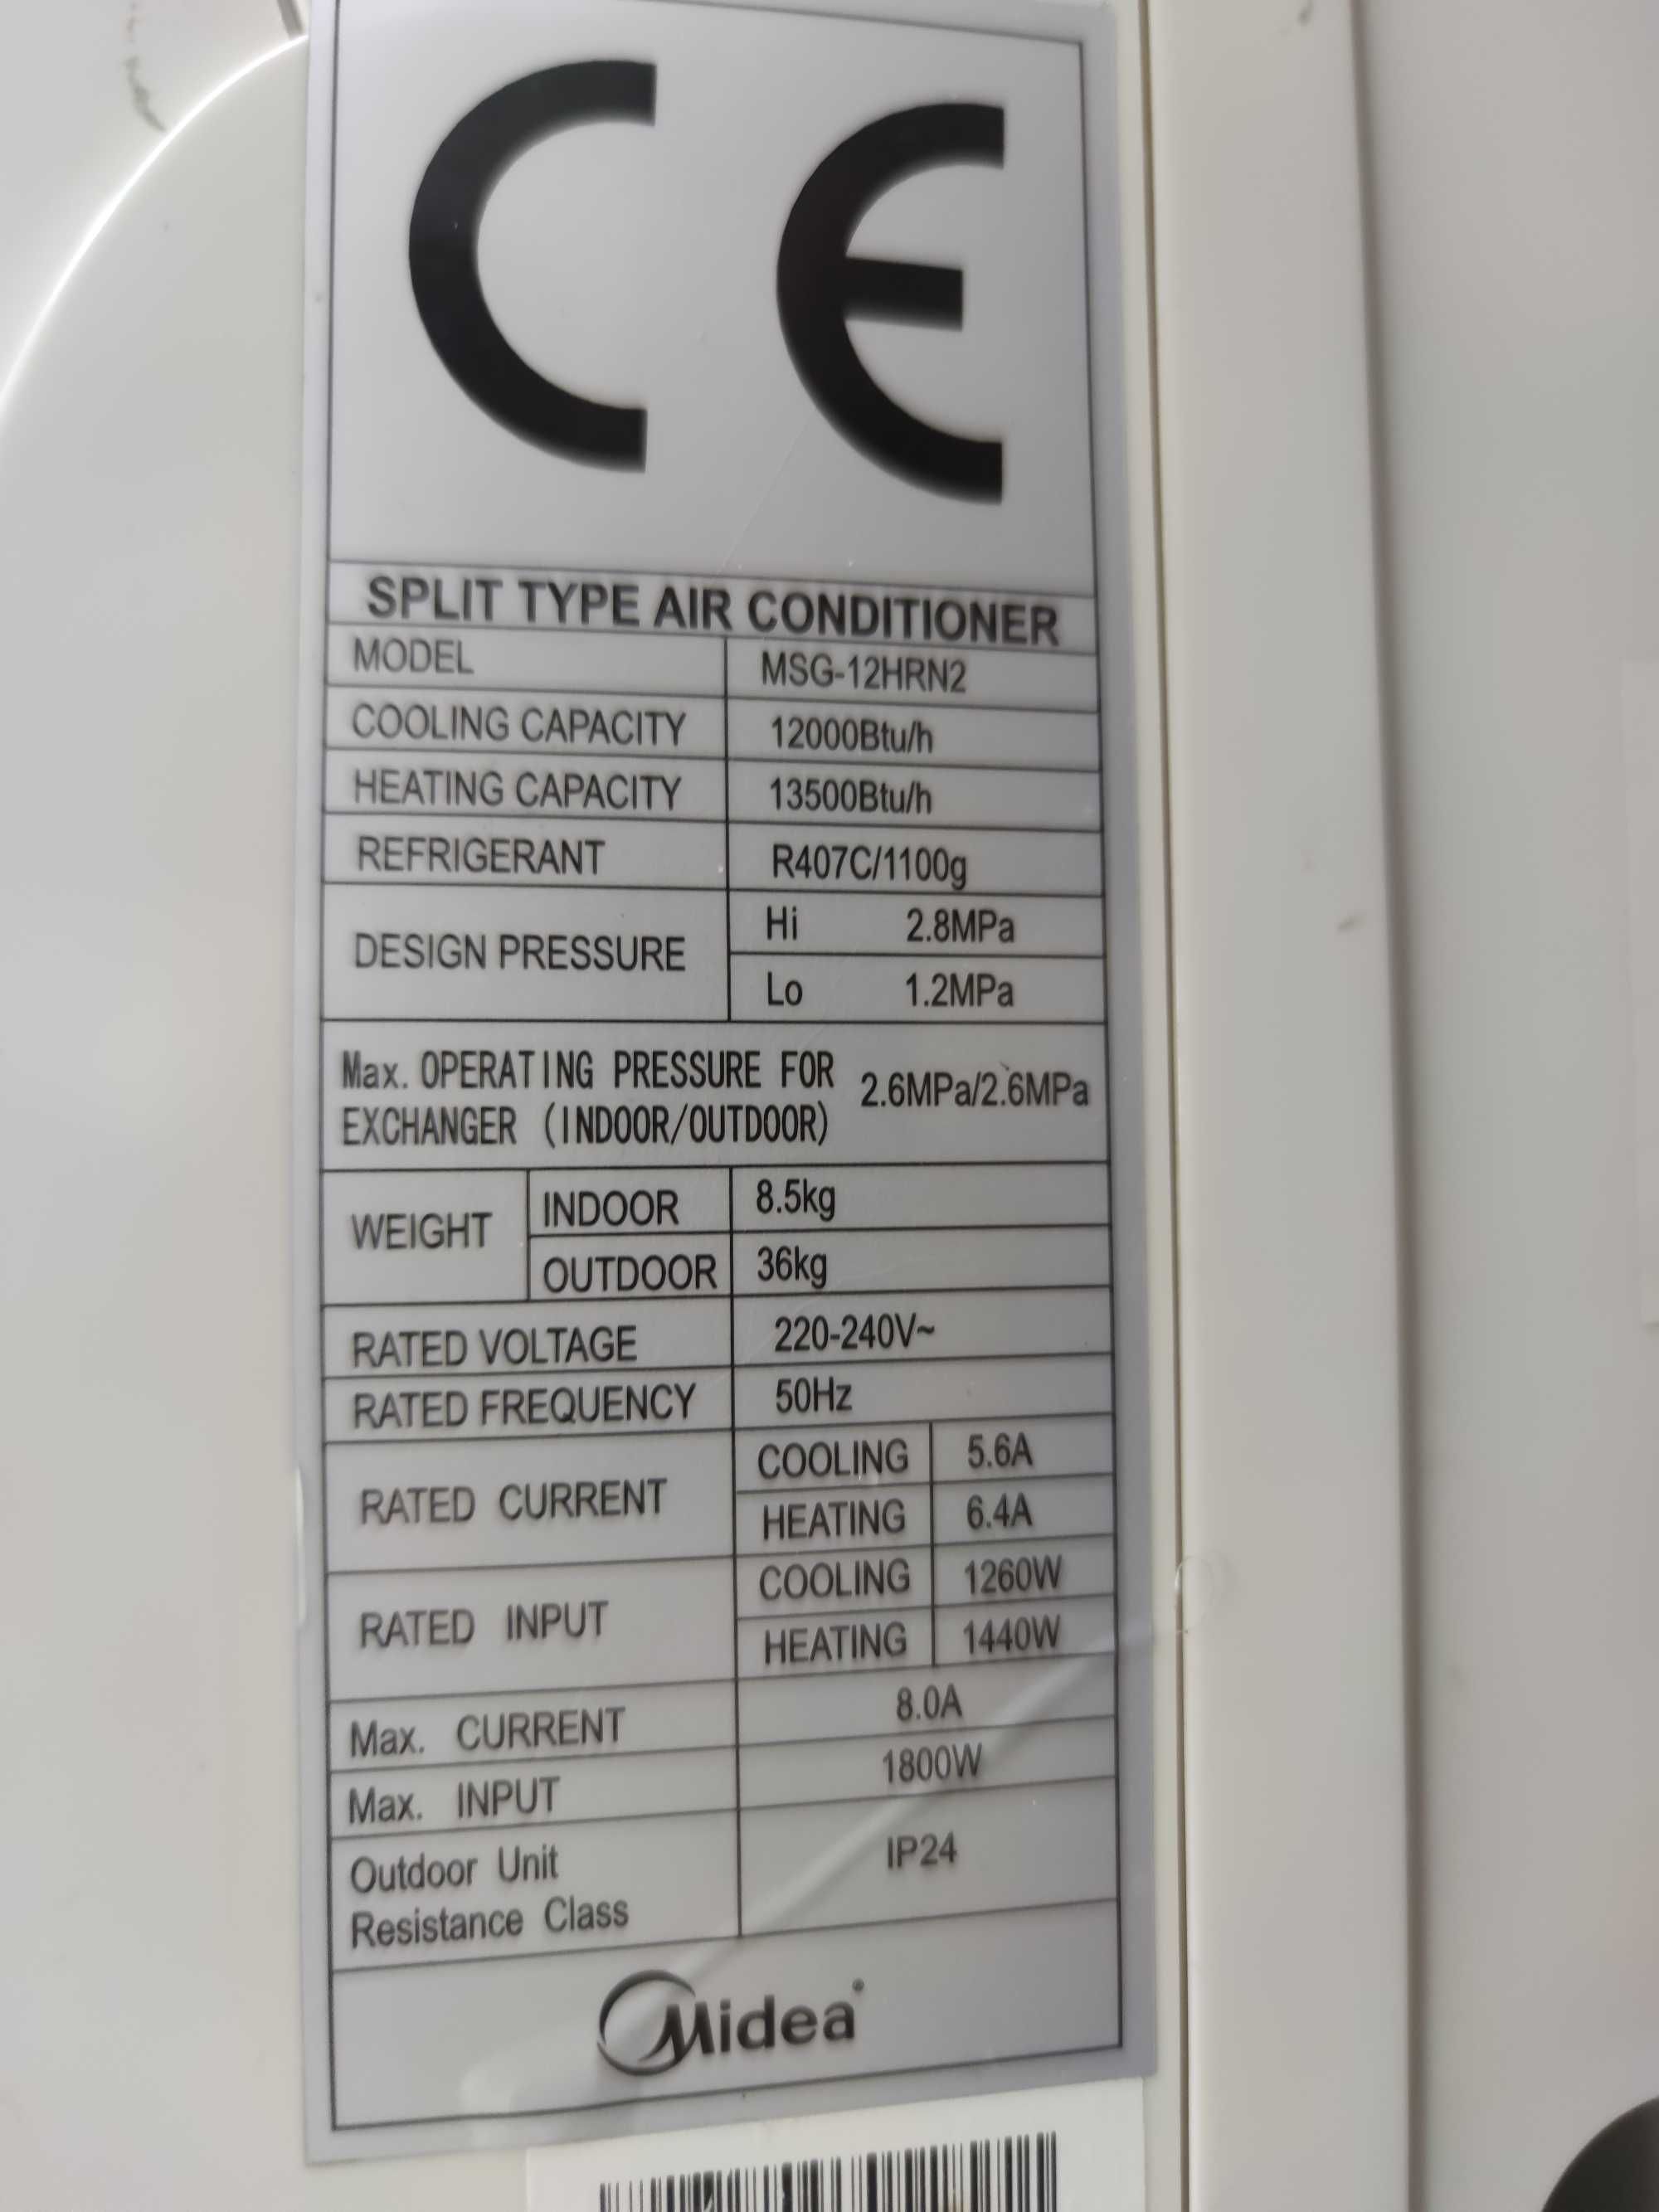 CE
SPLIT TYPE AIR CONDITIONER
MODEL MSG-12HRN2
COOLING CAPACITY 12000Btu/h
HEATING CAPACITY 13500Btu/h
REFRIGERANT R407C/1100g
DESIGN PRESSURE
Hi 2.8MPa
Lo 1.2MPa
Max. OPERATING PRESSURE FOR
EXCHANGER (INDOOR/OUTDOOR)
2.6MPa/2.6MPa
WEIGHT
INDOOR 8.5kg
OUTDOOR 36kg
RATED VOLTAGE 220-240V~
RATED FREQUENCY 50Hz
RATED CURRENT
COOLING 5.6A
HEATING 6.4A
RATED INPUT
COOLING 1260W
HEATING 1440W
Max. CURRENT 8.0A
Max. INPUT 1800W
Outdoor Unit
Resistance Class
IP24
Midea®